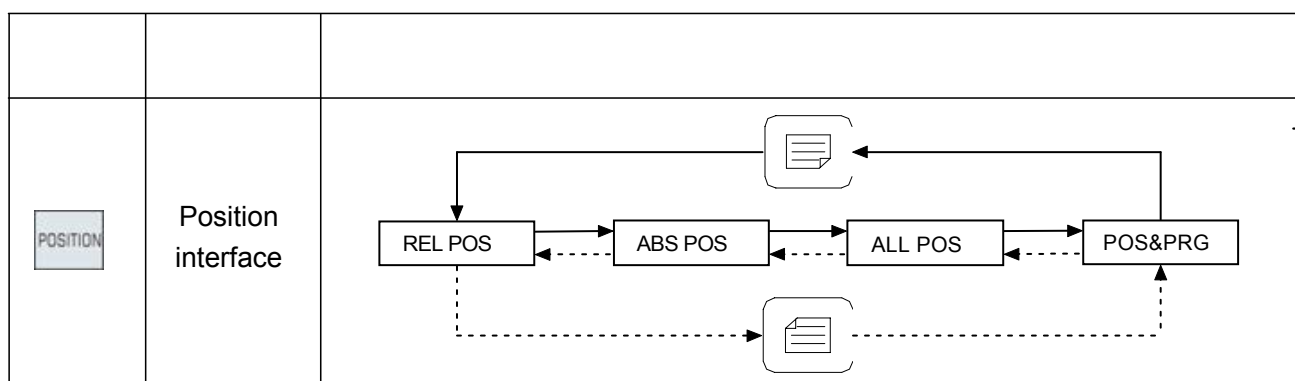 POSITION
Position
interface
REL POS
ABS POS
ALL POS
POS&PRG